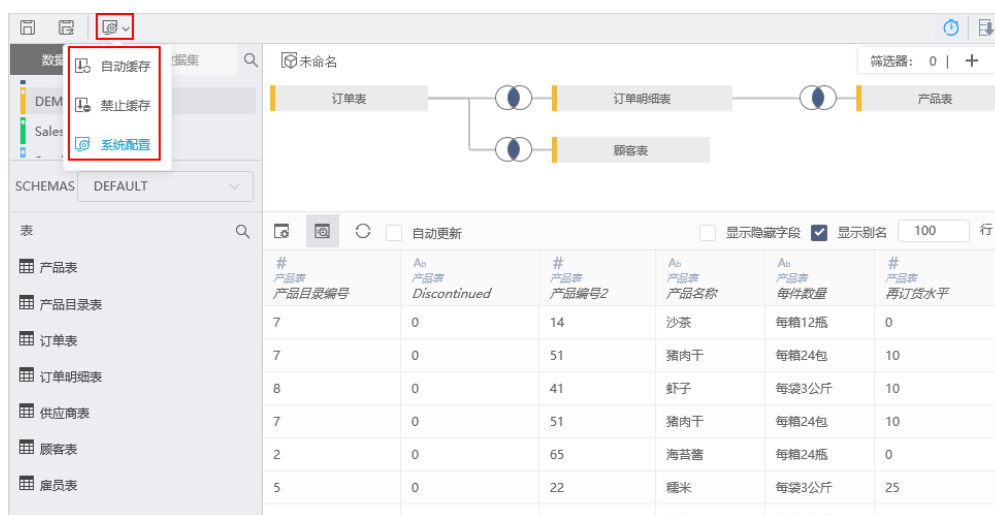 数据集
未命名
筛选器: 0 | +
自动缓存
禁止缓存
系统配置
DEM
Sales
SCHEMAS DEFAULT
订单表 订单明细表 产品表
顾客表
表
自动更新 显示隐藏字段 显示别名 100 行
产品表
产品目录表
订单表
订单明细表
供应商表
顾客表
雇员表
# Ab # Ab Ab #
产品表 产品表 产品表 产品表 产品表 产品表
产品目录编号 Discontinued 产品编号2 产品名称 每件数量 再订货水平
7 0 14 沙茶 每箱12瓶 0
7 0 51 猪肉干 每箱24包 10
8 0 41 虾子 每袋3公斤 10
7 0 51 猪肉干 每箱24包 10
2 0 65 海苔酱 每箱24瓶 0
5 0 22 糯米 每袋3公斤 25